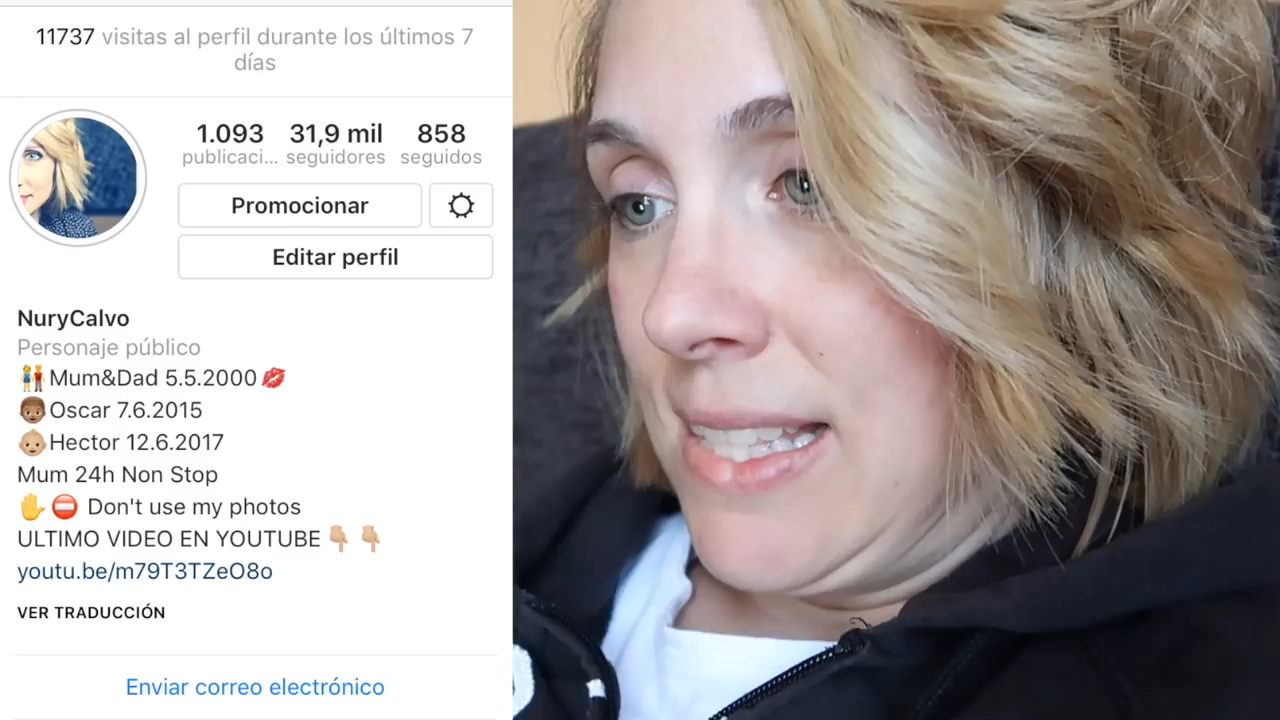 11737 visitas al perfil durante los últimos 7
días
1.093 31,9 mil 858
publicaci... seguidores seguidos
Promocionar
Editar perfil
NuryCalvo
Personaje público
👫Mum&Dad 5.5.2000💋
👦🏽Oscar 7.6.2015
👶🏼Hector 12.6.2017
Mum 24h Non Stop
✋⛔ Don't use my photos
ULTIMO VIDEO EN YOUTUBE 👇🏼 👇🏼
youtu.be/m79T3TZeO8o
VER TRADUCCIÓN
Enviar correo electrónico